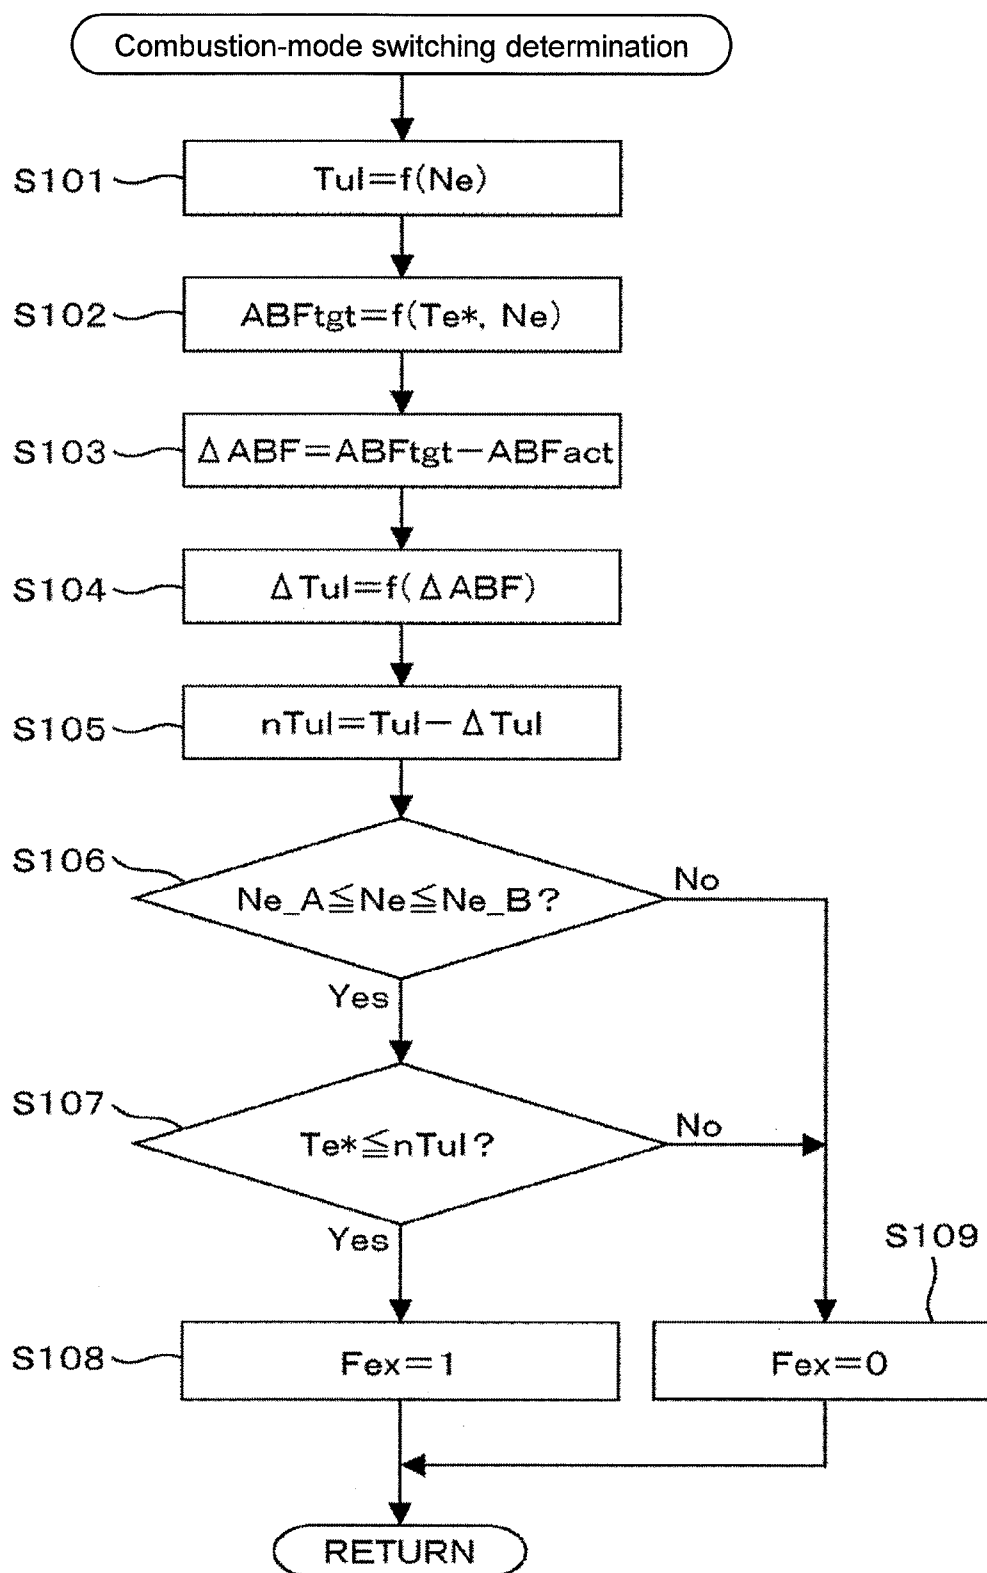 Combustion-mode switching determination
S101
Tul=f(Ne)
S102
ABFtgt=f(Te*, Ne)
S103
ΔABF=ABFtgt−ABFact
S104
ΔTul=f(ΔABF)
S105
nTul=Tul−ΔTul
S106
Ne_A≦Ne≦Ne_B?
No
Yes
S107
Te*≦nTul?
No
Yes
S109
S108
Fex=1
Fex=0
RETURN